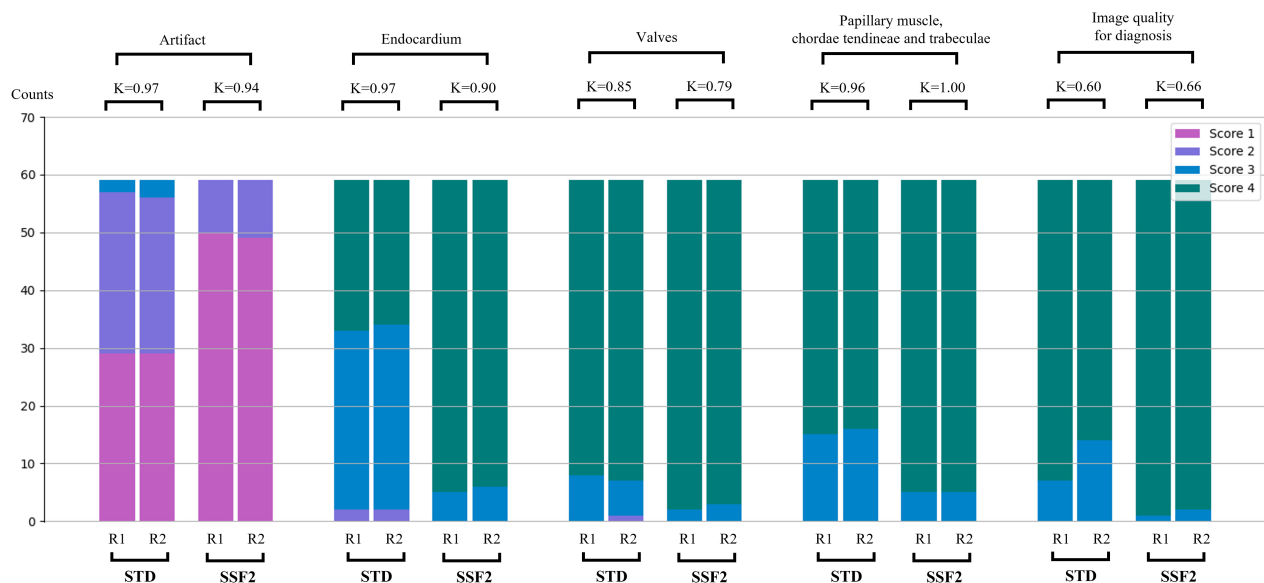 Artifact
Endocardium
Valves
Papillary muscle,
chordae tendineae and trabeculae
Image quality
for diagnosis
Counts
K=0.97
K=0.94
K=0.97
K=0.90
K=0.85
K=0.79
K=0.96
K=1.00
K=0.60
K=0.66
70
60
50
40
30
20
10
0
Score 1
Score 2
Score 3
Score 4
R1 R2 R1 R2 R1 R2 R1 R2 R1 R2 R1 R2 R1 R2 R1 R2 R1 R2 R1 R2
STD SSF2 STD SSF2 STD SSF2 STD SSF2 STD SSF2